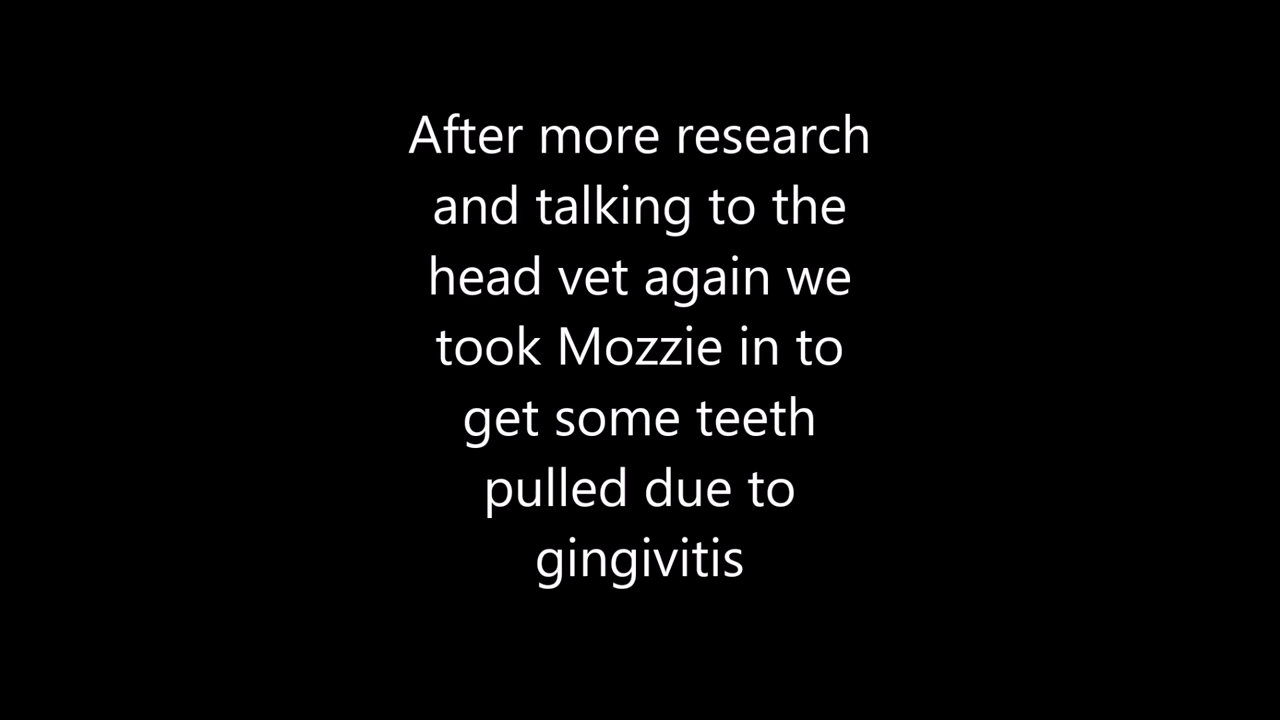 After more research
and talking to the
head vet again we
took Mozzie in to
get some teeth
pulled due to
gingivitis